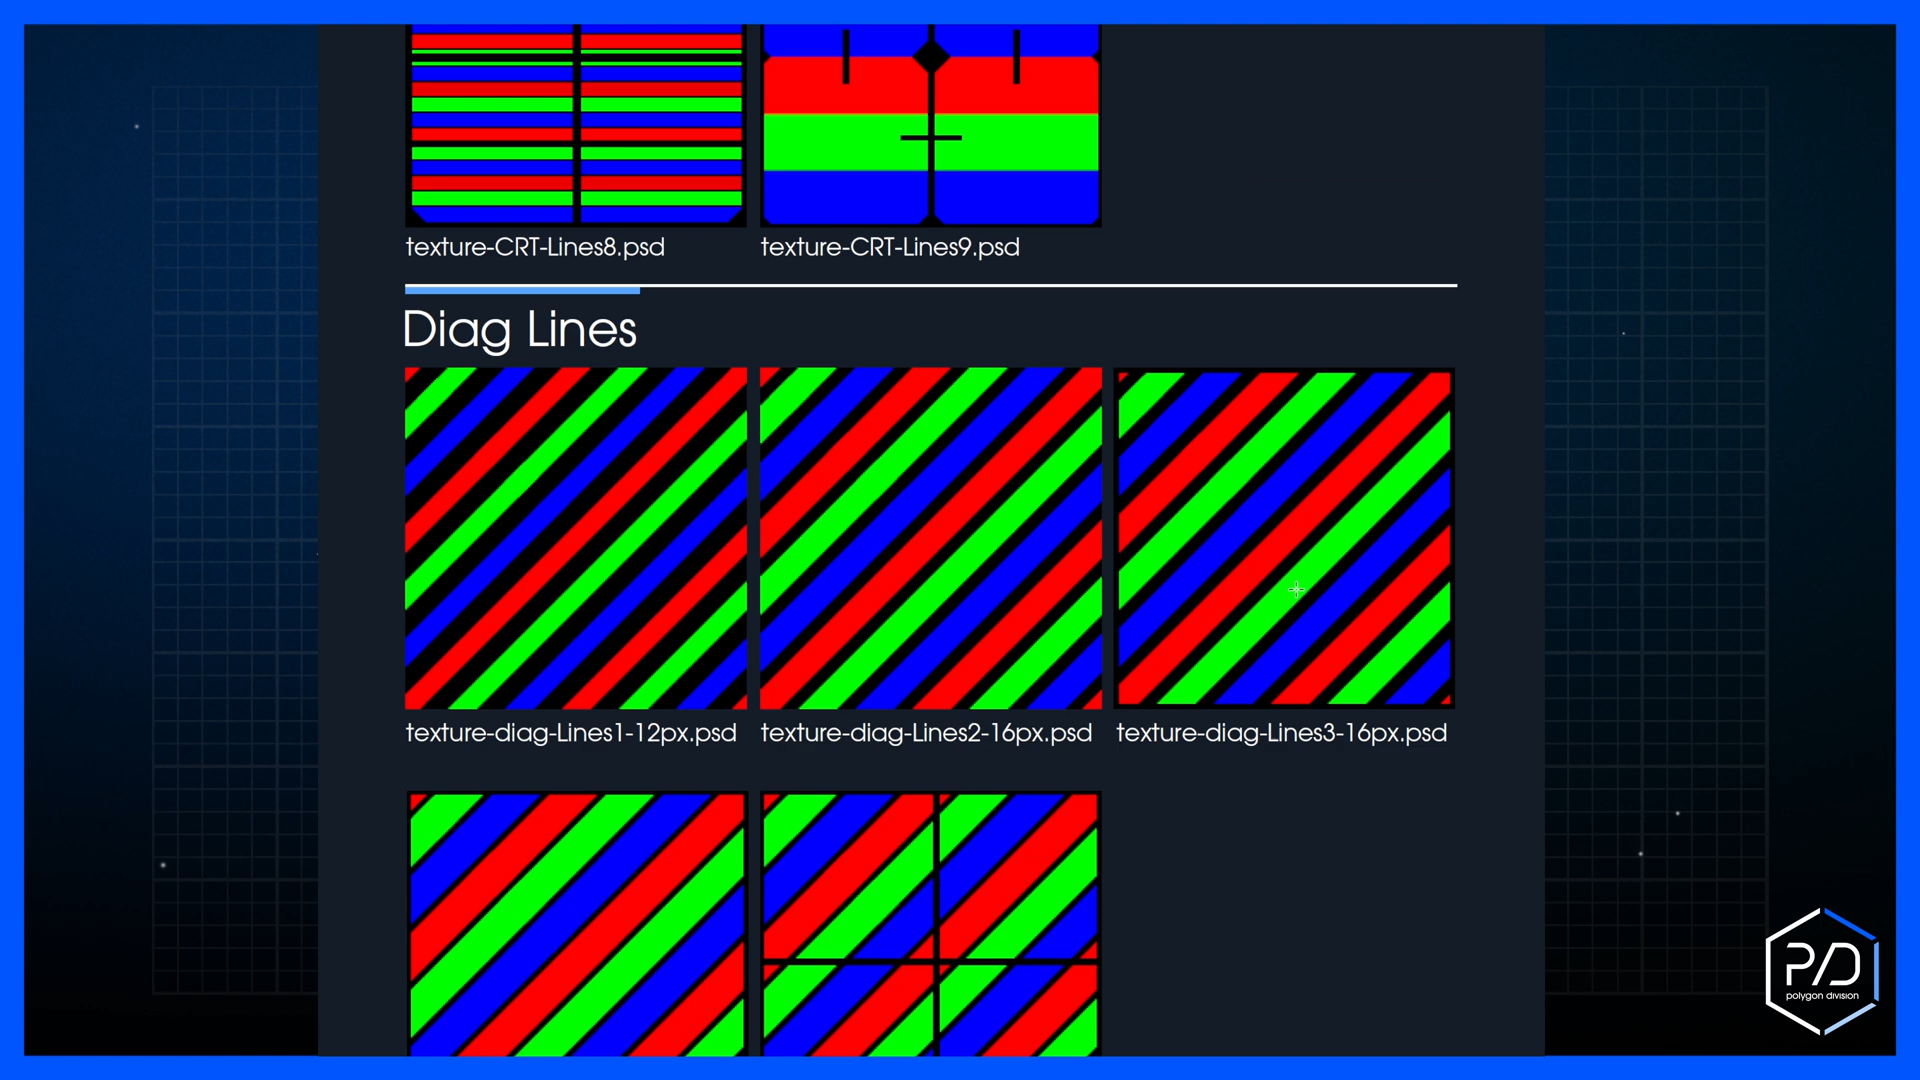 texture-CRT-Lines8.psd
texture-CRT-Lines9.psd
Diag Lines
texture-diag-Lines1-12px.psd
texture-diag-Lines2-16px.psd
texture-diag-Lines3-16px.psd
P/D
polygon division